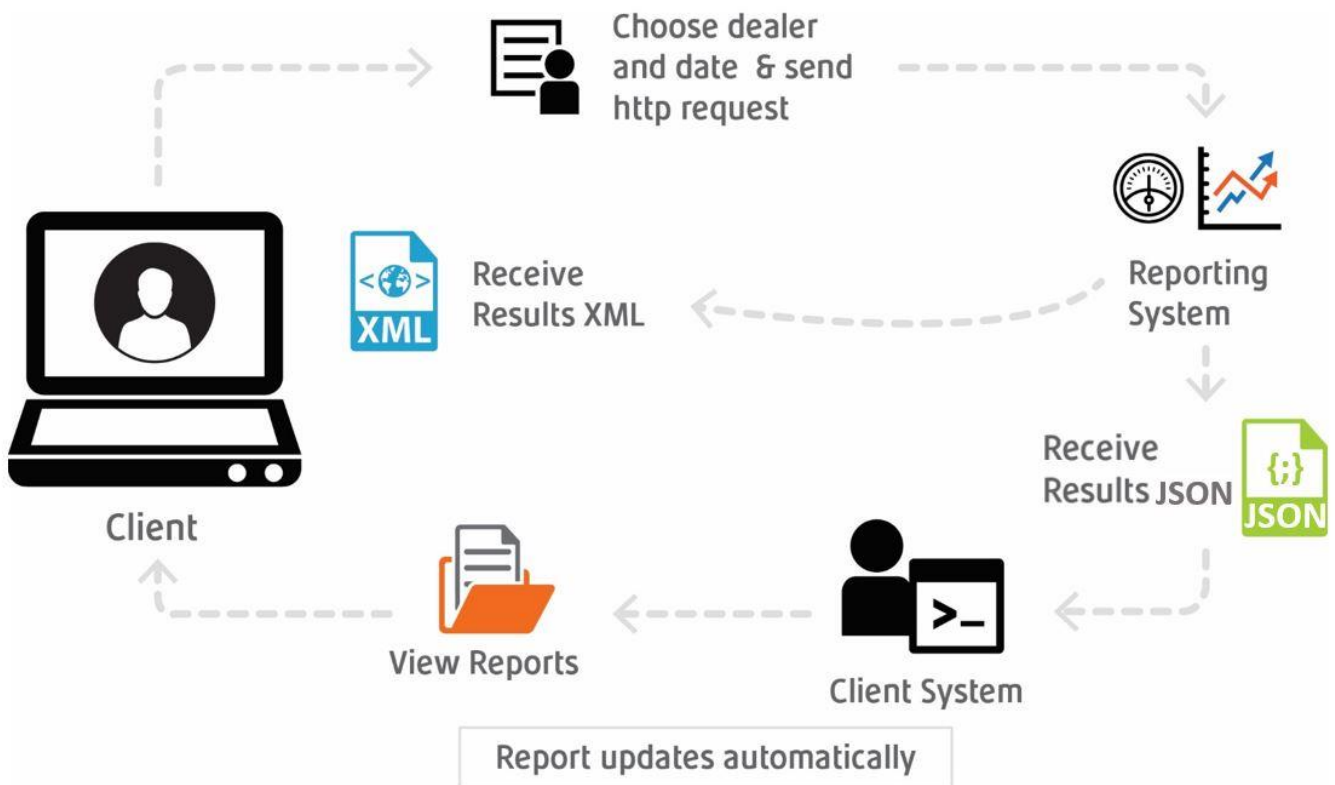 Choose dealer
and date & send
http request
Reporting
System
< >
XML
Receive
Results XML
Receive
Results JSON
{;}
JSON
Client
>_
View Reports
Client System
Report updates automatically